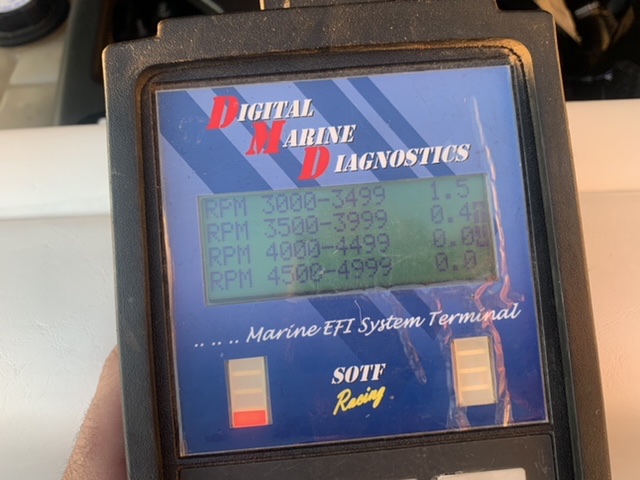 DIGITAL
MARINE
DIAGNOSTICS
RPM 3000-3499 1.5
RPM 3500-3999 0.4
RPM 4000-4499 0.0
RPM 4500-4999 0.0
.. .. .. Marine EFI System Terminal
SOTF
Racing